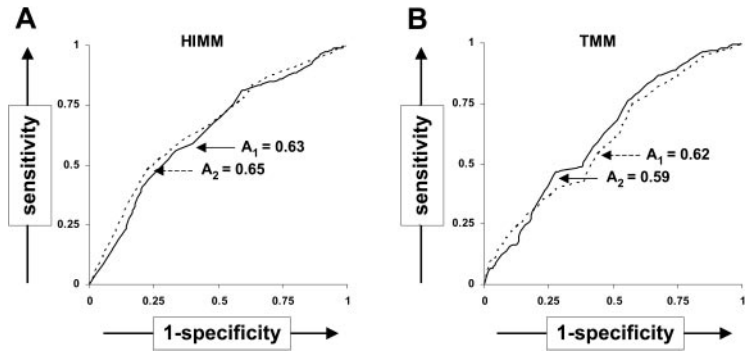 A
HIMM
1
0.75
0.5
0.25
0
0 0.25 0.5 0.75 1
sensitivity
1-specificity
A1 = 0.63
A2 = 0.65
B
TMM
1
0.75
0.5
0.25
0
0 0.25 0.5 0.75 1
sensitivity
1-specificity
A1 = 0.62
A2 = 0.59